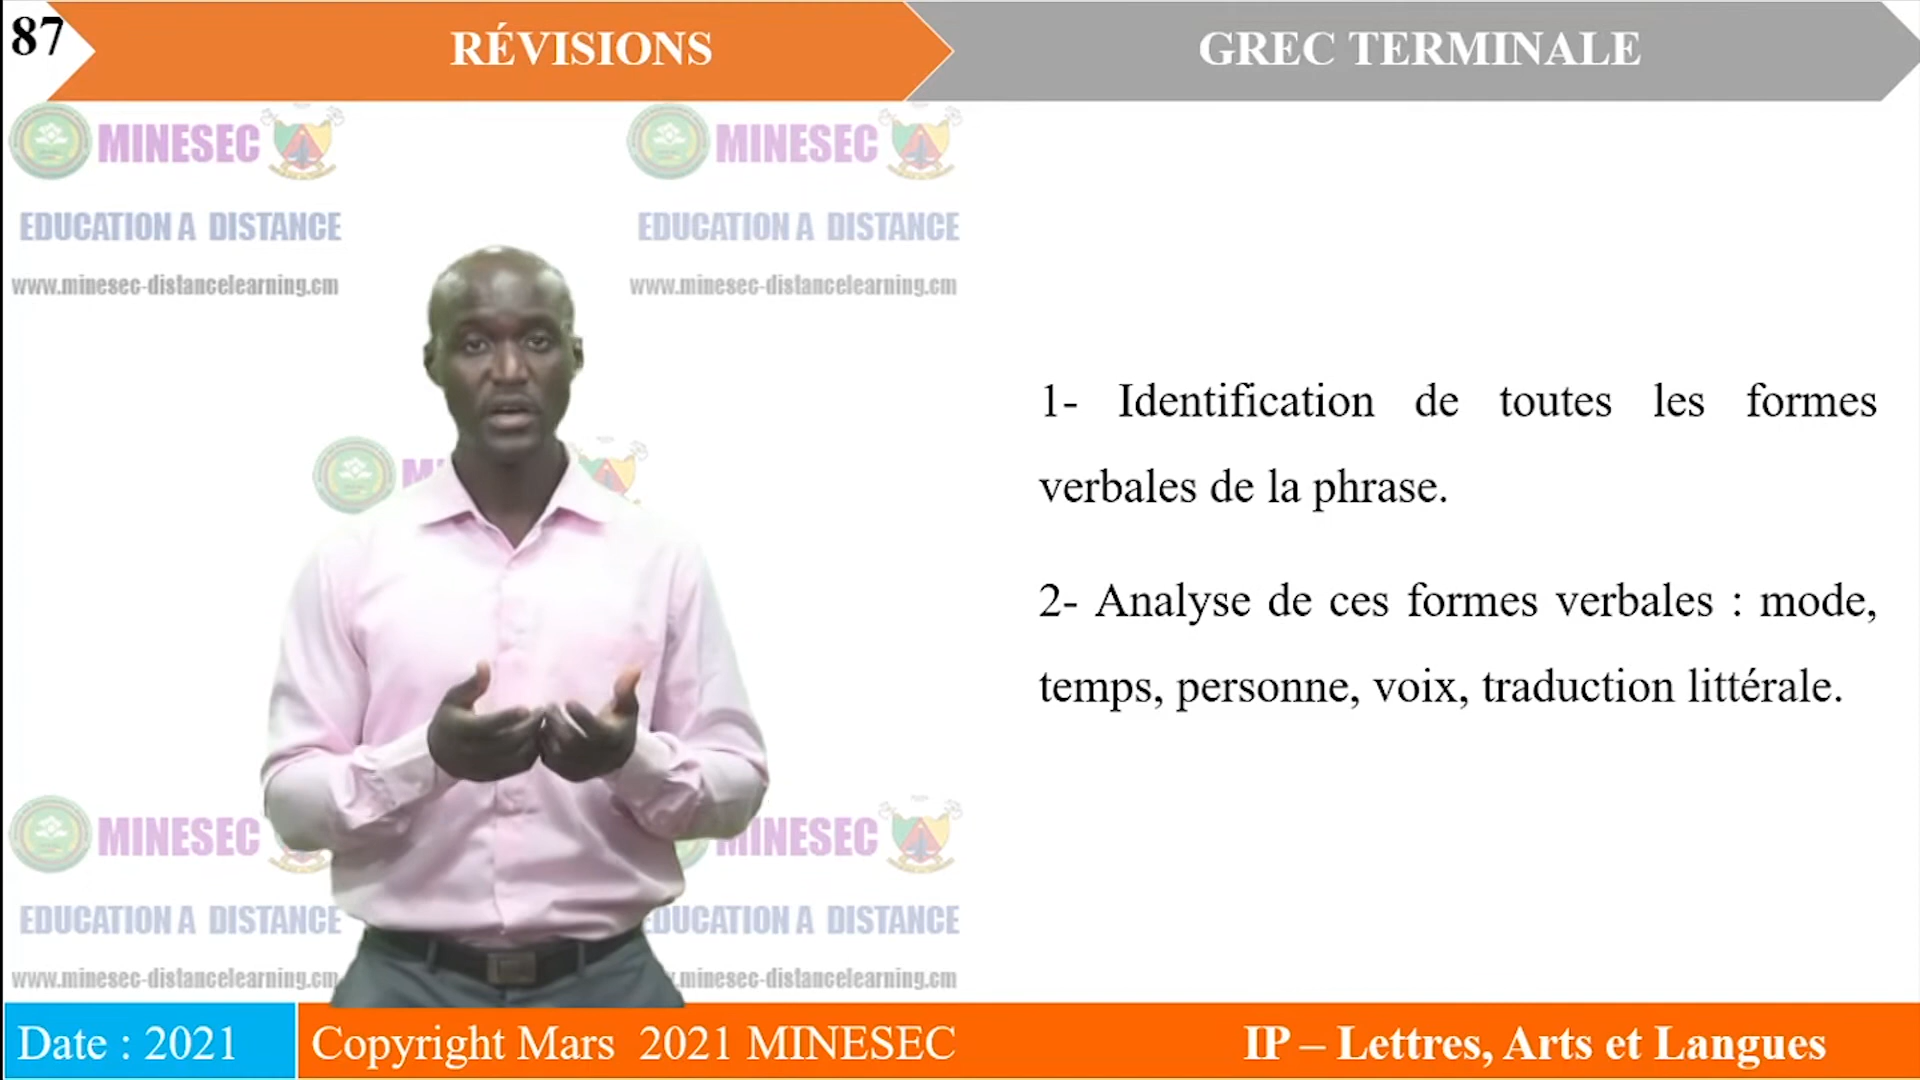 87
RÉVISIONS
GREC TERMINALE
MINESEC
MINESEC
EDUCATION A DISTANCE
EDUCATION A DISTANCE
www.minesec-distancelearning.cm
www.minesec-distancelearning.cm
1- Identification de toutes les formes
verbales de la phrase.
2- Analyse de ces formes verbales : mode,
temps, personne, voix, traduction littérale.
MINESEC
MINESEC
EDUCATION A DISTANCE
EDUCATION A DISTANCE
www.minesec-distancelearning.cm
minesec-distancelearning.cm
Date : 2021
Copyright Mars 2021 MINESEC
IP – Lettres, Arts et Langues